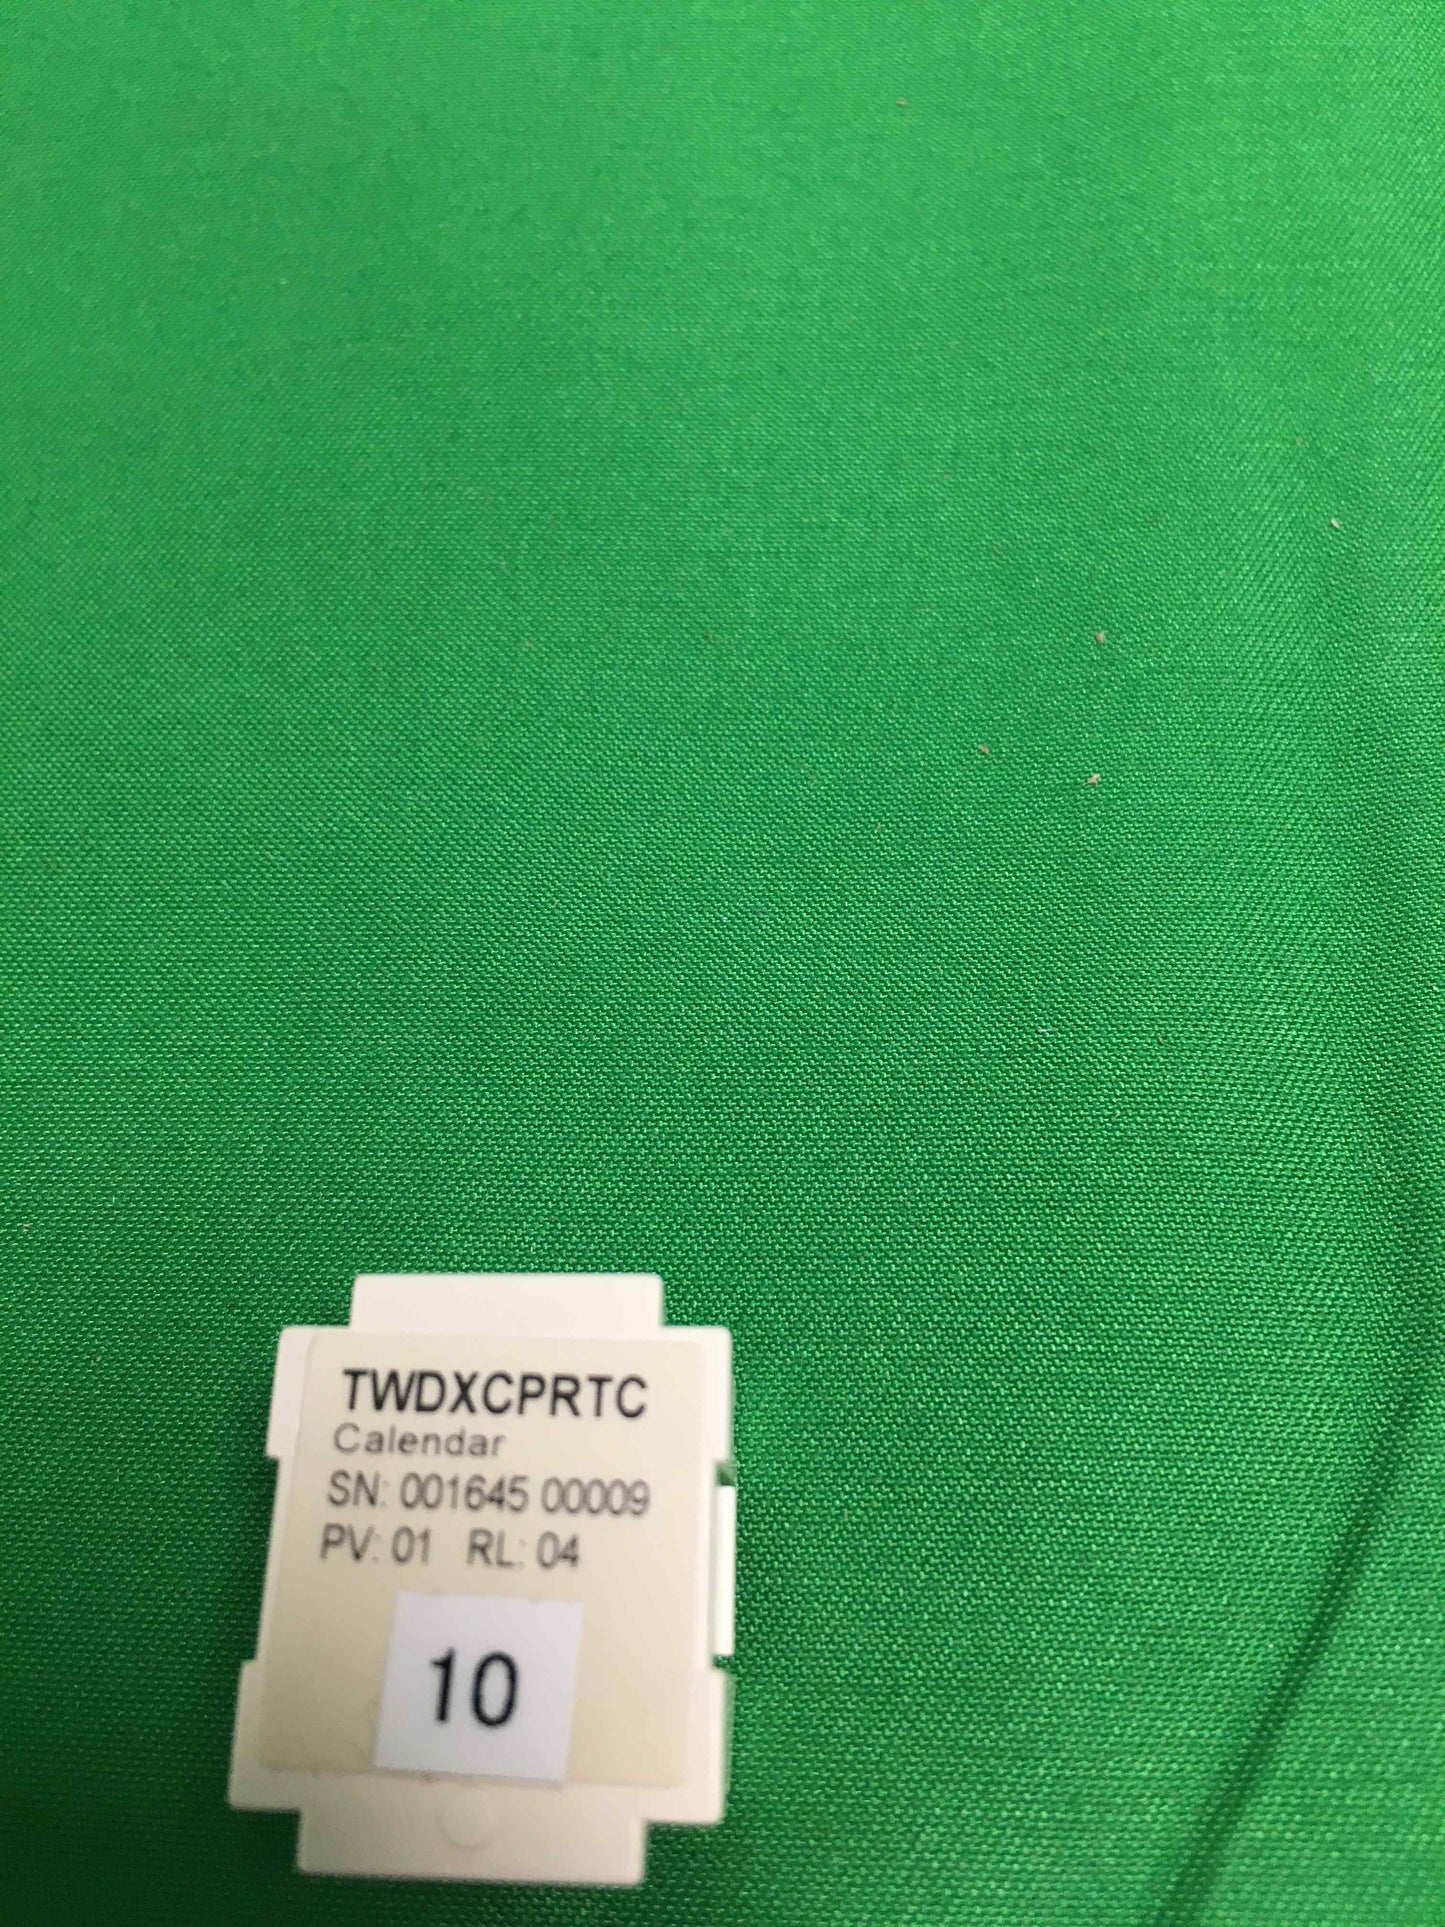 TWDXCPRTC
Calendar
SN: 001645 00009
PV: 01 RL: 04
10